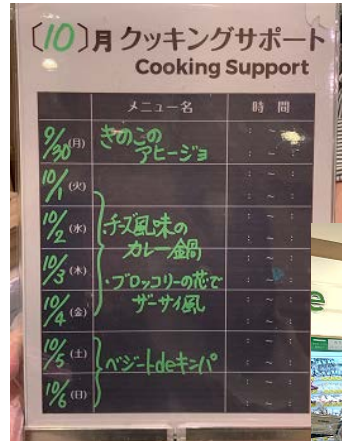 〔10〕月 クッキングサポート
Cooking Support
メニュー名 時間
9/30 (月) きのこの
アヒージョ : ~ :
10/1 (火) : ~ :
10/2 (水) チーズ風味の
カレー鍋 : ~ :
10/3 (木) ・ブロッコリーの花で
10/4 (金) ザーサイ風 : ~ :
10/5 (土) ベジートdeキンパ : ~ :
10/6 (日) : ~ :
e